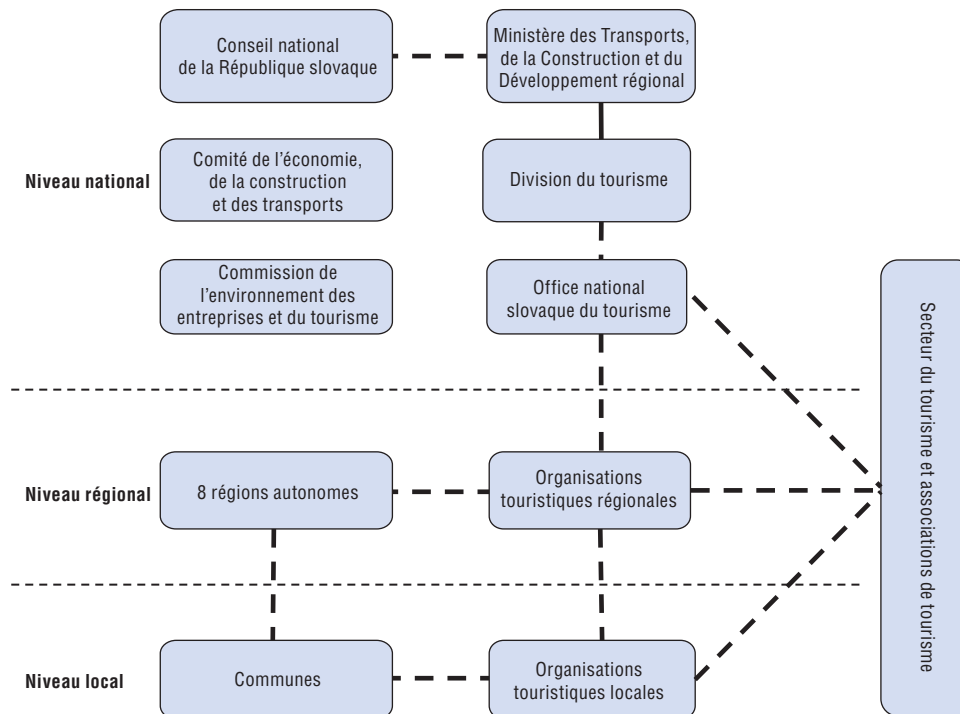 Conseil national
de la République slovaque
Ministère des Transports,
de la Construction et du
Développement régional
Niveau national
Comité de l'économie,
de la construction
et des transports
Division du tourisme
Commission de
l'environnement des
entreprises et du tourisme
Office national
slovaque du tourisme
Secteur du tourisme et associations de tourisme
Niveau régional
8 régions autonomes
Organisations
touristiques régionales
Niveau local
Communes
Organisations
touristiques locales